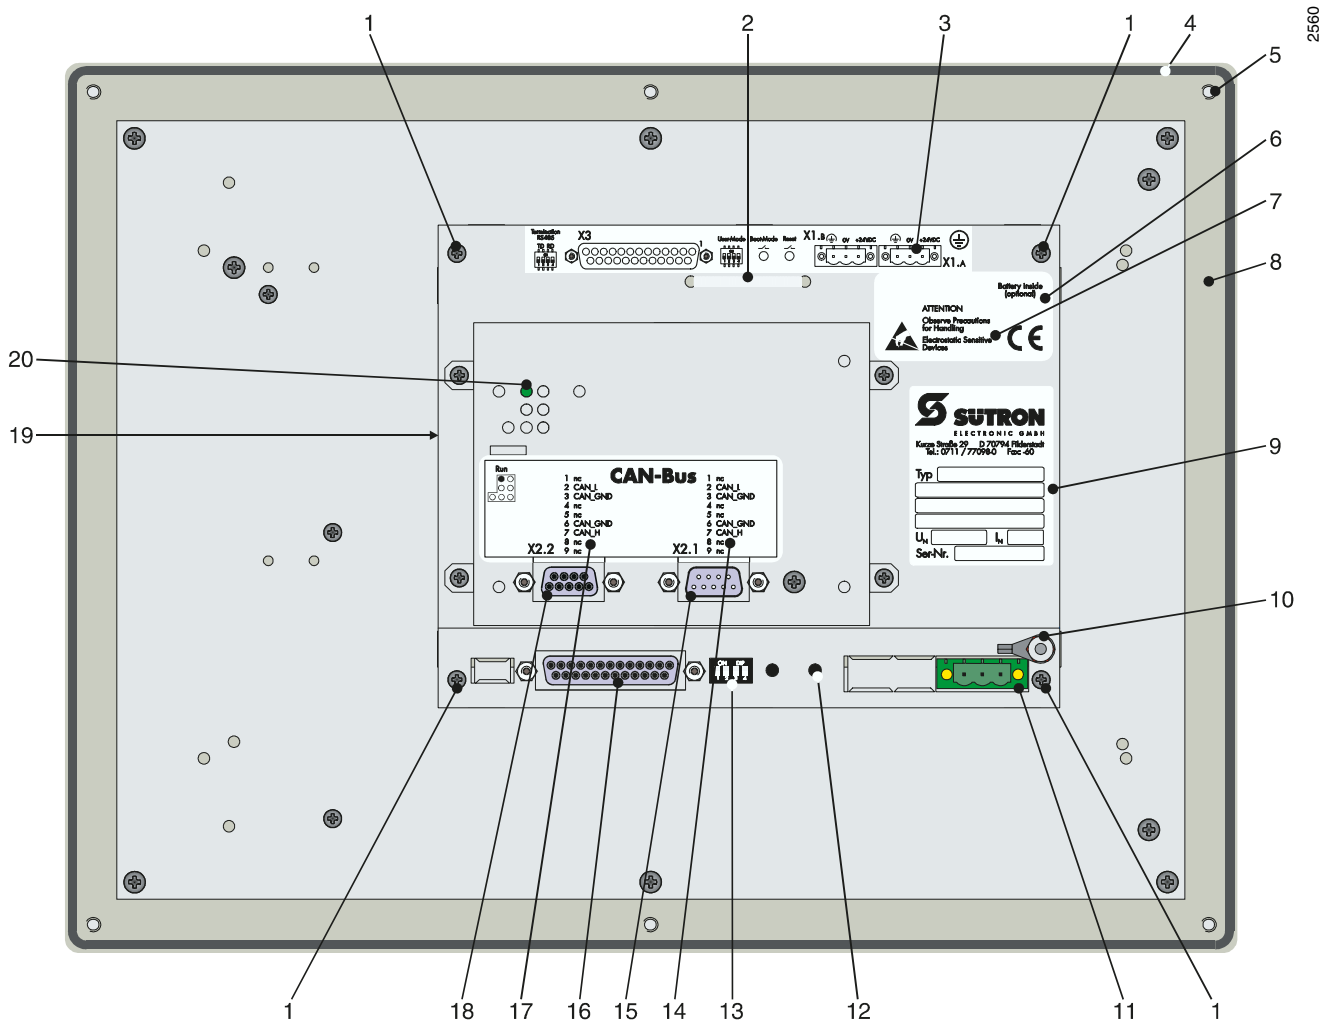 2560
1
2
3
1
4
5
6
7
8
9
10
20
19
Termination
RS485
TD RD
X3
1
UserMode
BootMode
Reset
X1.B
0V +24VDC
0V +24VDC
X1.A
Battery inside
(optional)
ATTENTION
Observe Precautions
for Handling
Electrostatic Sensitive
Devices
CE
SÜTRON
ELECTRONIC GMBH
Kurze Straße 29 D 70794 Filderstadt
Tel.: 0711 / 77098-0 Fax: -60
Typ
UN
IN
Ser-Nr.
Run
CAN-Bus
1 nc
2 CAN_L
3 CAN_GND
4 nc
5 nc
6 CAN_GND
7 CAN_H
8 nc
9 nc
X2.2
1 nc
2 CAN_L
3 CAN_GND
4 nc
5 nc
6 CAN_GND
7 CAN_H
8 nc
9 nc
X2.1
ON DIP
1
18
17
16
15
14
13
12
11
1